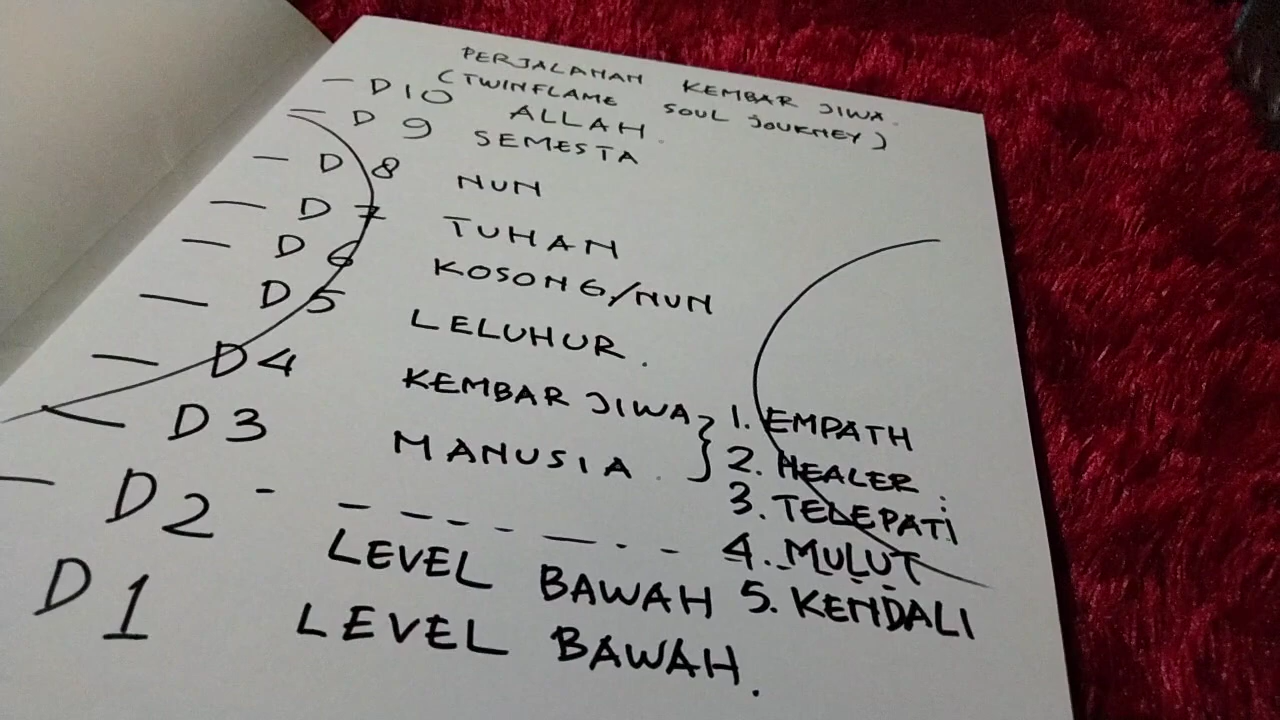 PERJALANAN KEMBAR JIWA.
(TWINFLAME SOUL JOURNEY)
D10 ALLAH.
D9 SEMESTA
D8 NUN
D7 TUHAN
D6 KOSONG/NUN
D5 LELUHUR.
D4 KEMBAR JIWA
D3 MANUSIA.
1. EMPATH
2. HEALER.
3. TELEPATI
4. MULUT
5. KENDALI
D2 LEVEL BAWAH
D1 LEVEL BAWAH.